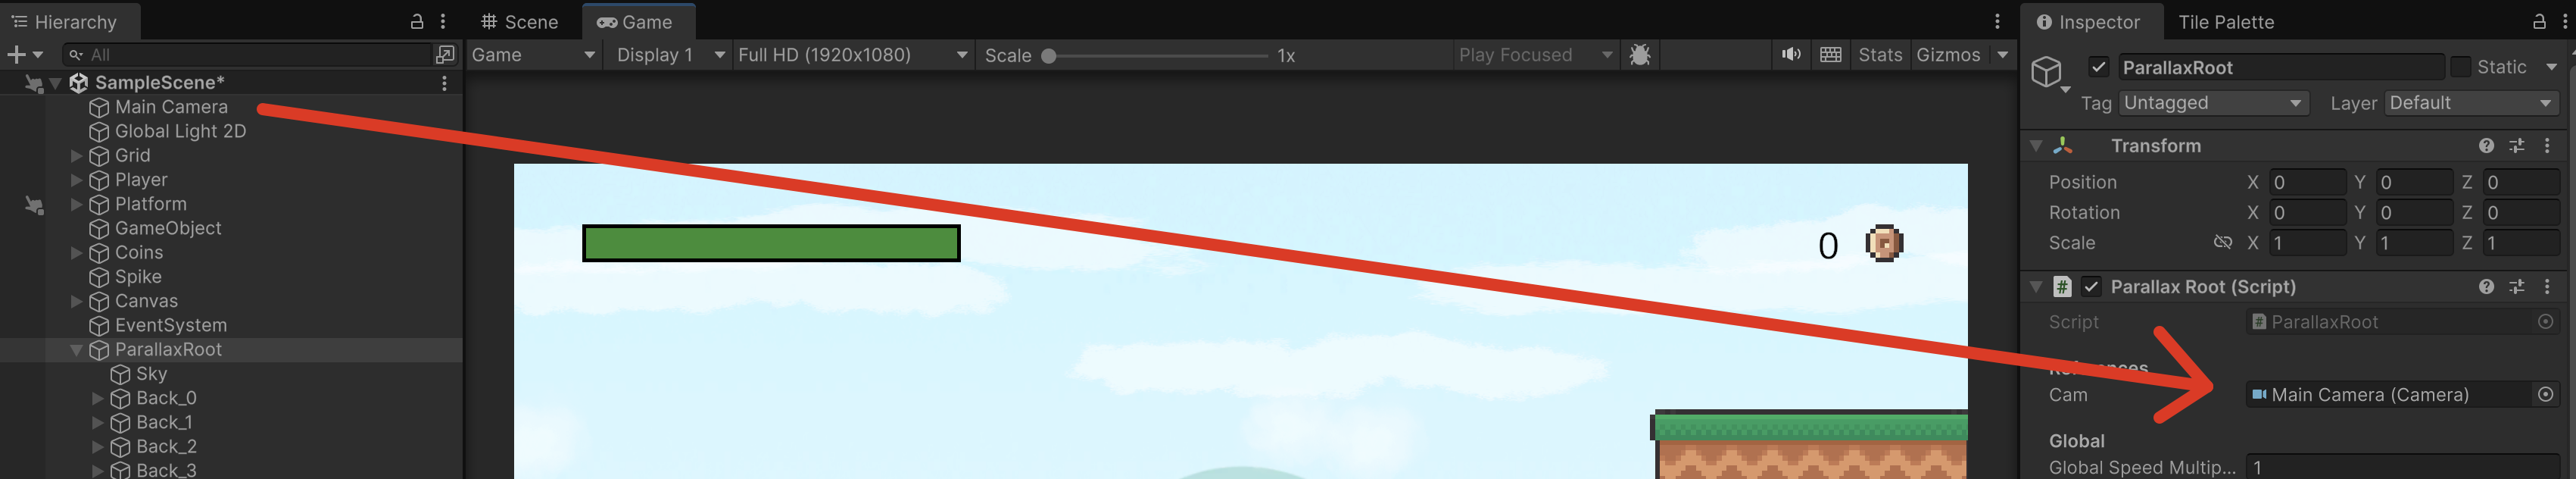 Hierarchy
All
SampleScene*
Main Camera
Global Light 2D
Grid
Player
Platform
GameObject
Coins
Spike
Canvas
EventSystem
ParallaxRoot
Sky
Back_0
Back_1
Back_2
Back_3
Scene Game
Game Display 1 Full HD (1920x1080) Scale 1x Play Focused Stats Gizmos
0
Inspector Tile Palette
ParallaxRoot Static
Tag Untagged Layer Default
Transform
Position X 0 Y 0 Z 0
Rotation X 0 Y 0 Z 0
Scale X 1 Y 1 Z 1
# Parallax Root (Script)
Script # ParallaxRoot
References
Cam Main Camera (Camera)
Global
Global Speed Multip... 1